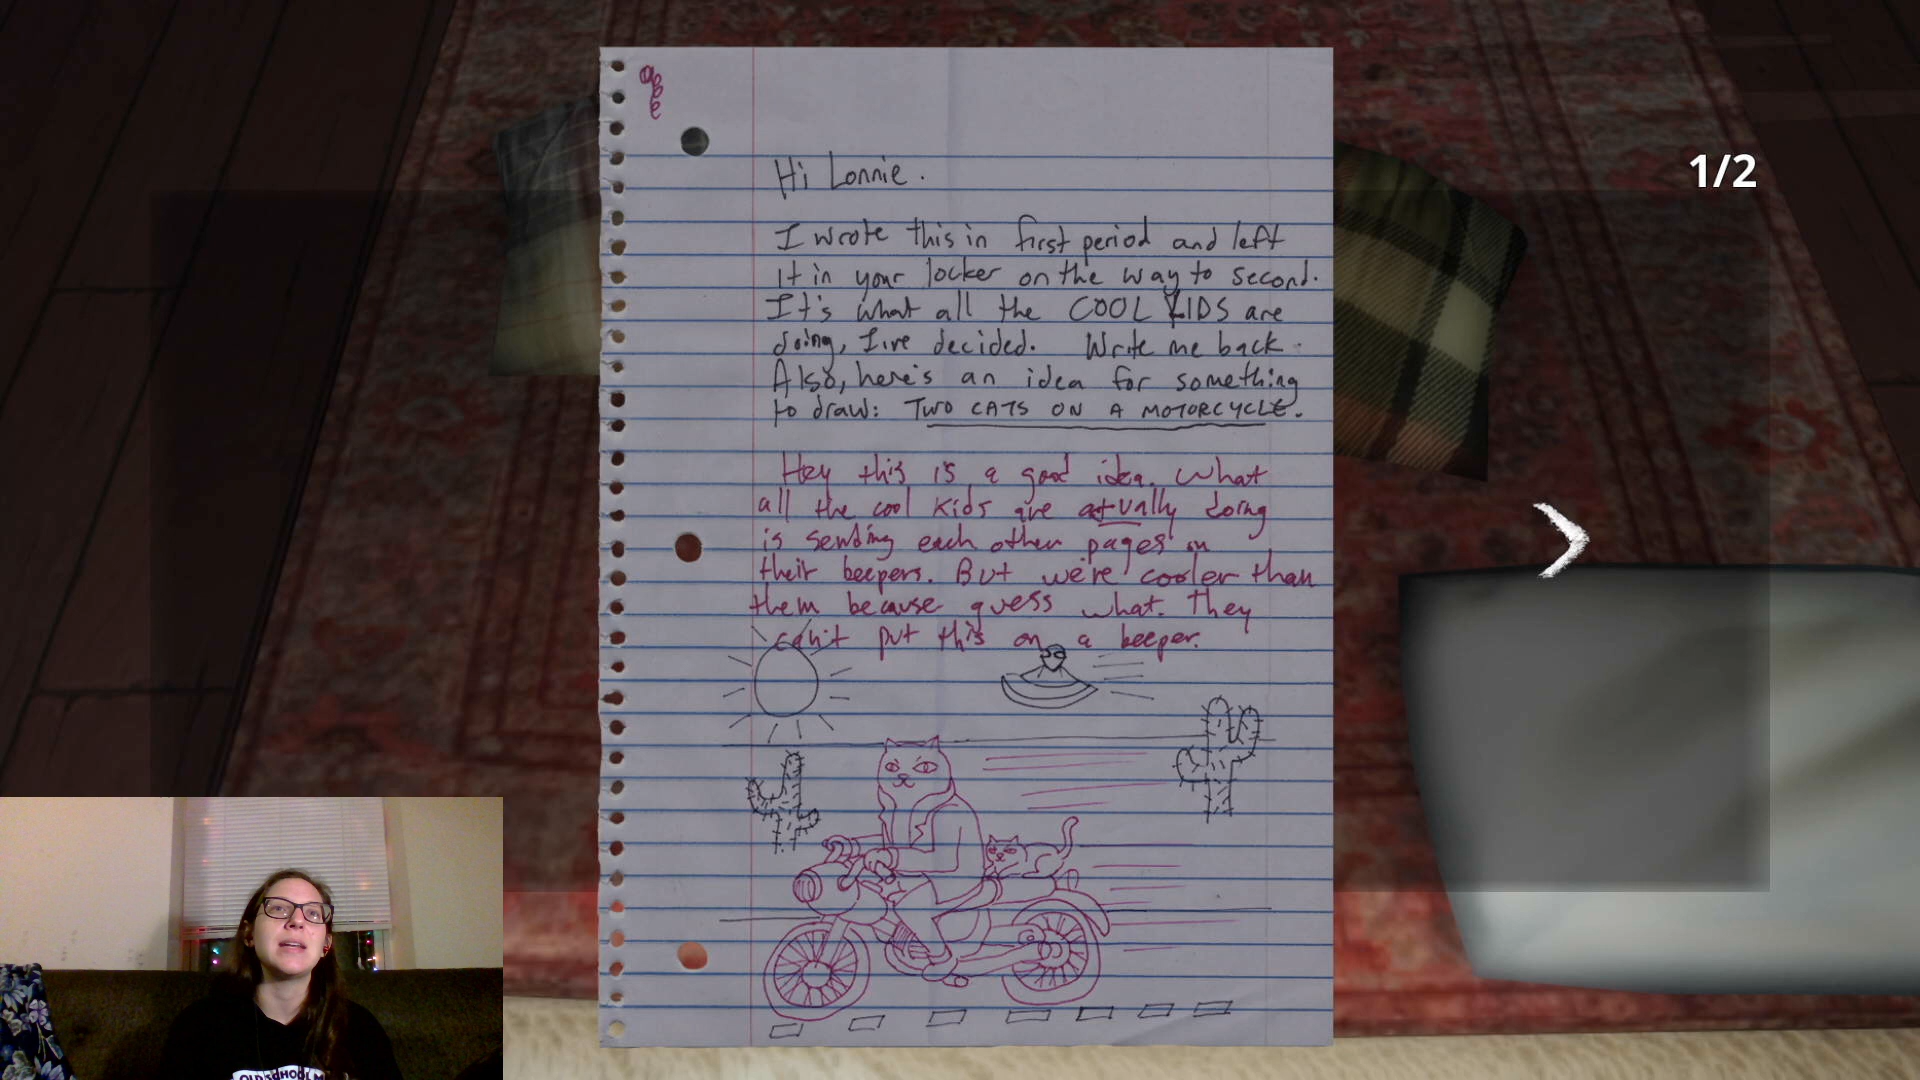 1/2
Hi Lonnie.
I wrote this in first period and left
it in your locker on the way to second.
It's what all the COOL KIDS are
doing, I've decided. Write me back.
Also, here's an idea for something
to draw: TWO CATS ON A MOTORCYCLE.
Hey this is a good idea. What
all the cool kids are actually doing
is sending each other pages on
their beepers. But we're cooler than
them because guess what. They
can't put this on a beeper.
OLD SCHOOL